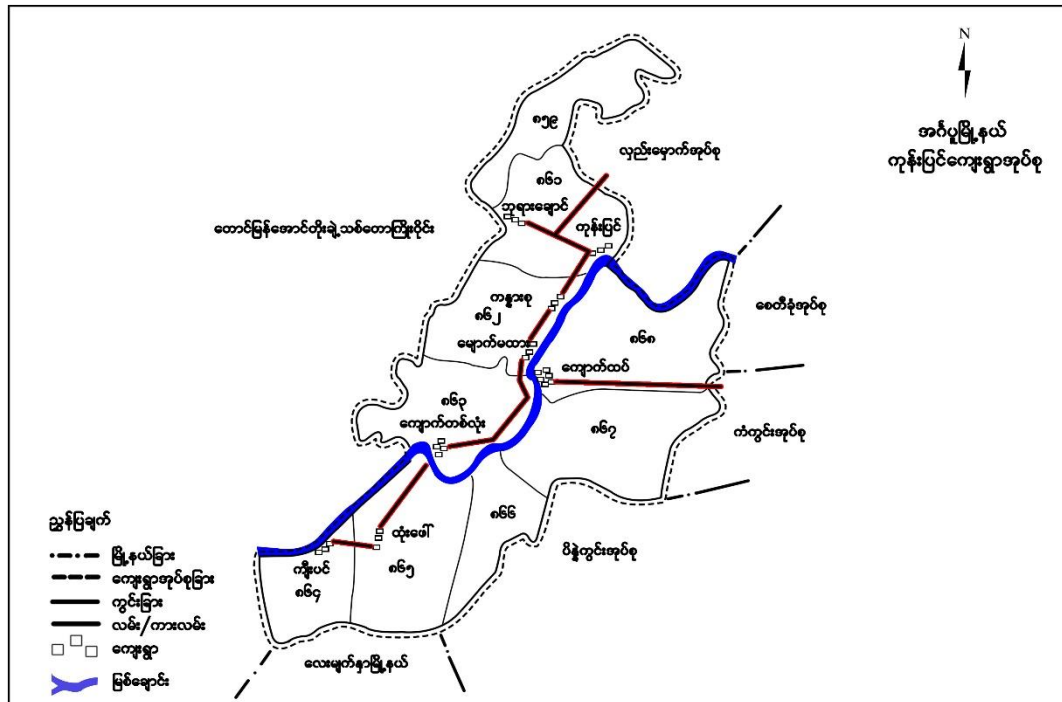 N
အင်္ဂပူမြို့နယ်
ကုန်းပြင်ကျေးရွာအုပ်စု
၈၅၉
လှည်းမှောက်အုပ်စု
၈၆၁
ဘုရားချောင်
ကုန်းပြင်
တောင်မြန်အောင်တိုးချဲ့သစ်တောကြိုးဝိုင်း
ကန္နားစု
၈၆၂
စေတီခုံအုပ်စု
မျောက်မထား
၈၆၈
ကျောက်ထပ်
၈၆၃
ကျောက်တစ်လုံး
ကံကွင်းအုပ်စု
၈၆၇
၈၆၆
ပိန္နဲကွင်းအုပ်စု
ထုံးဖေါ်
ကျီးပင်
၈၆၅
၈၆၄
လေးမျက်နှာမြို့နယ်
ညွှန်ပြချက်
မြို့နယ်ခြား
ကျေးရွာအုပ်စုခြား
ကွင်းခြား
လမ်း/ကားလမ်း
ကျေးရွာ
မြစ်ချောင်း